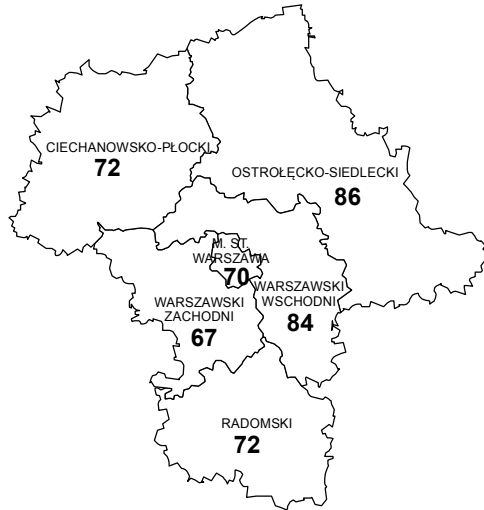 CIECHANOWSKO-PŁOCKI
72
OSTROŁĘCKO-SIEDLECKI
86
M. ST.
WARSZAWA
70
WARSZAWSKI
WSCHODNI
84
WARSZAWSKI
ZACHODNI
67
RADOMSKI
72